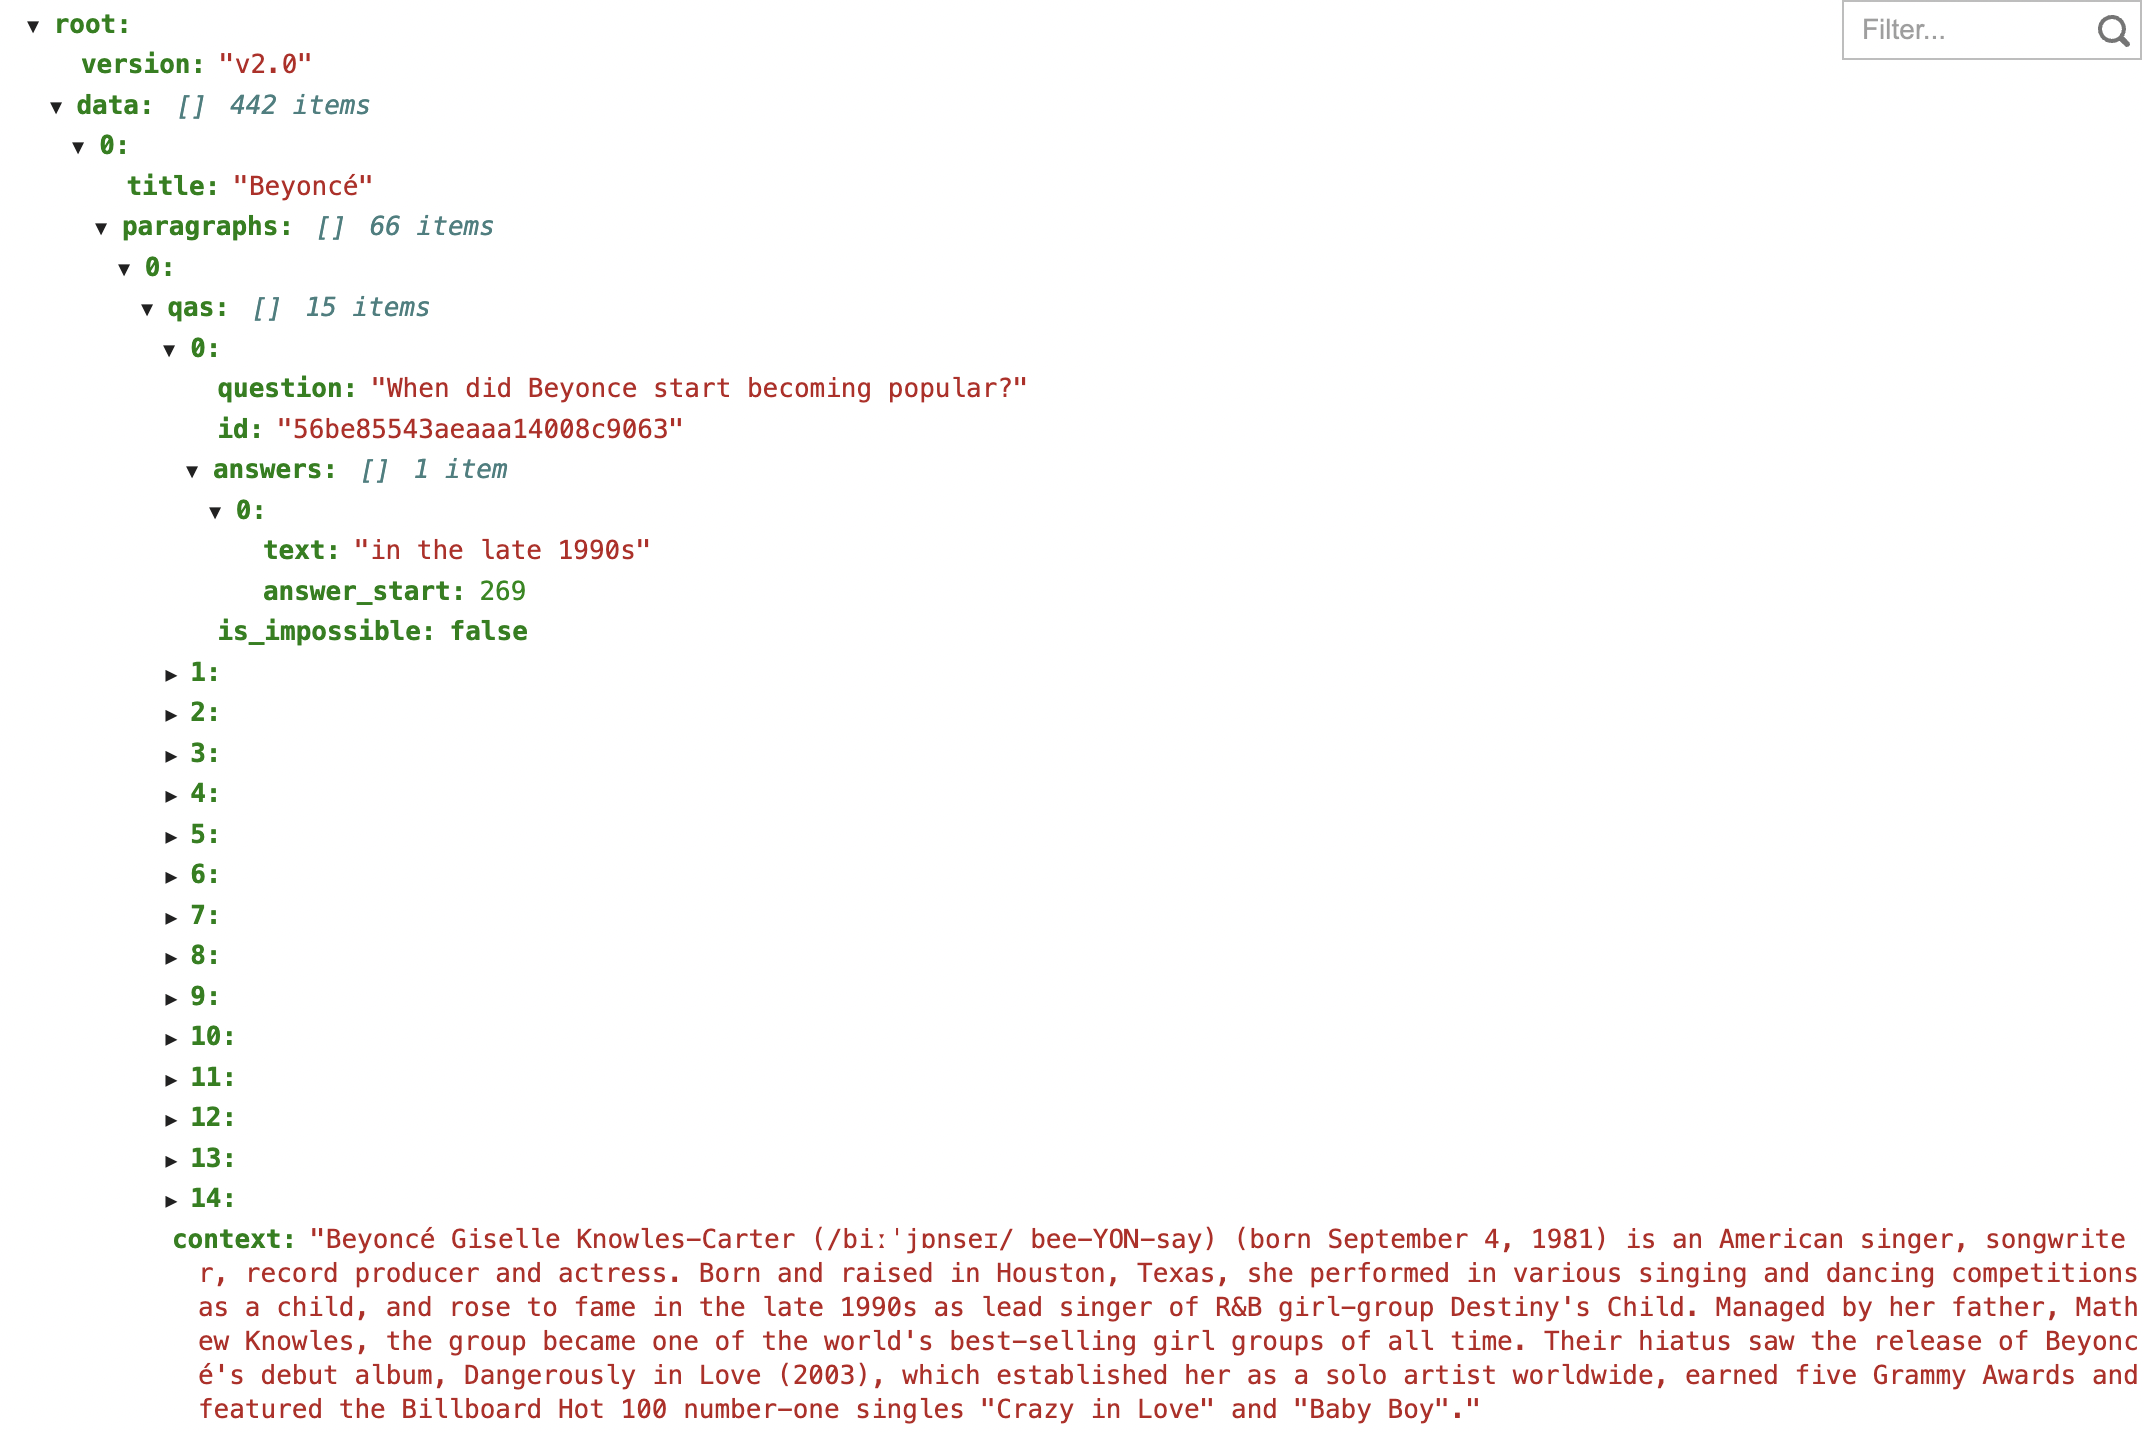 ▼ root:
Filter...
version: "v2.0"
▼ data: [] 442 items
▼ 0:
title: "Beyoncé"
▼ paragraphs: [] 66 items
▼ 0:
▼ qas: [] 15 items
▼ 0:
question: "When did Beyonce start becoming popular?"
id: "56be85543aeaaa14008c9063"
▼ answers: [] 1 item
▼ 0:
text: "in the late 1990s"
answer_start: 269
is_impossible: false
▶ 1:
▶ 2:
▶ 3:
▶ 4:
▶ 5:
▶ 6:
▶ 7:
▶ 8:
▶ 9:
▶ 10:
▶ 11:
▶ 12:
▶ 13:
▶ 14:
context: "Beyoncé Giselle Knowles-Carter (/biːˈjɒnseɪ/ bee-YON-say) (born September 4, 1981) is an American singer, songwrite
r, record producer and actress. Born and raised in Houston, Texas, she performed in various singing and dancing competitions
as a child, and rose to fame in the late 1990s as lead singer of R&B girl-group Destiny's Child. Managed by her father, Math
ew Knowles, the group became one of the world's best-selling girl groups of all time. Their hiatus saw the release of Beyonc
é's debut album, Dangerously in Love (2003), which established her as a solo artist worldwide, earned five Grammy Awards and
featured the Billboard Hot 100 number-one singles "Crazy in Love" and "Baby Boy"."